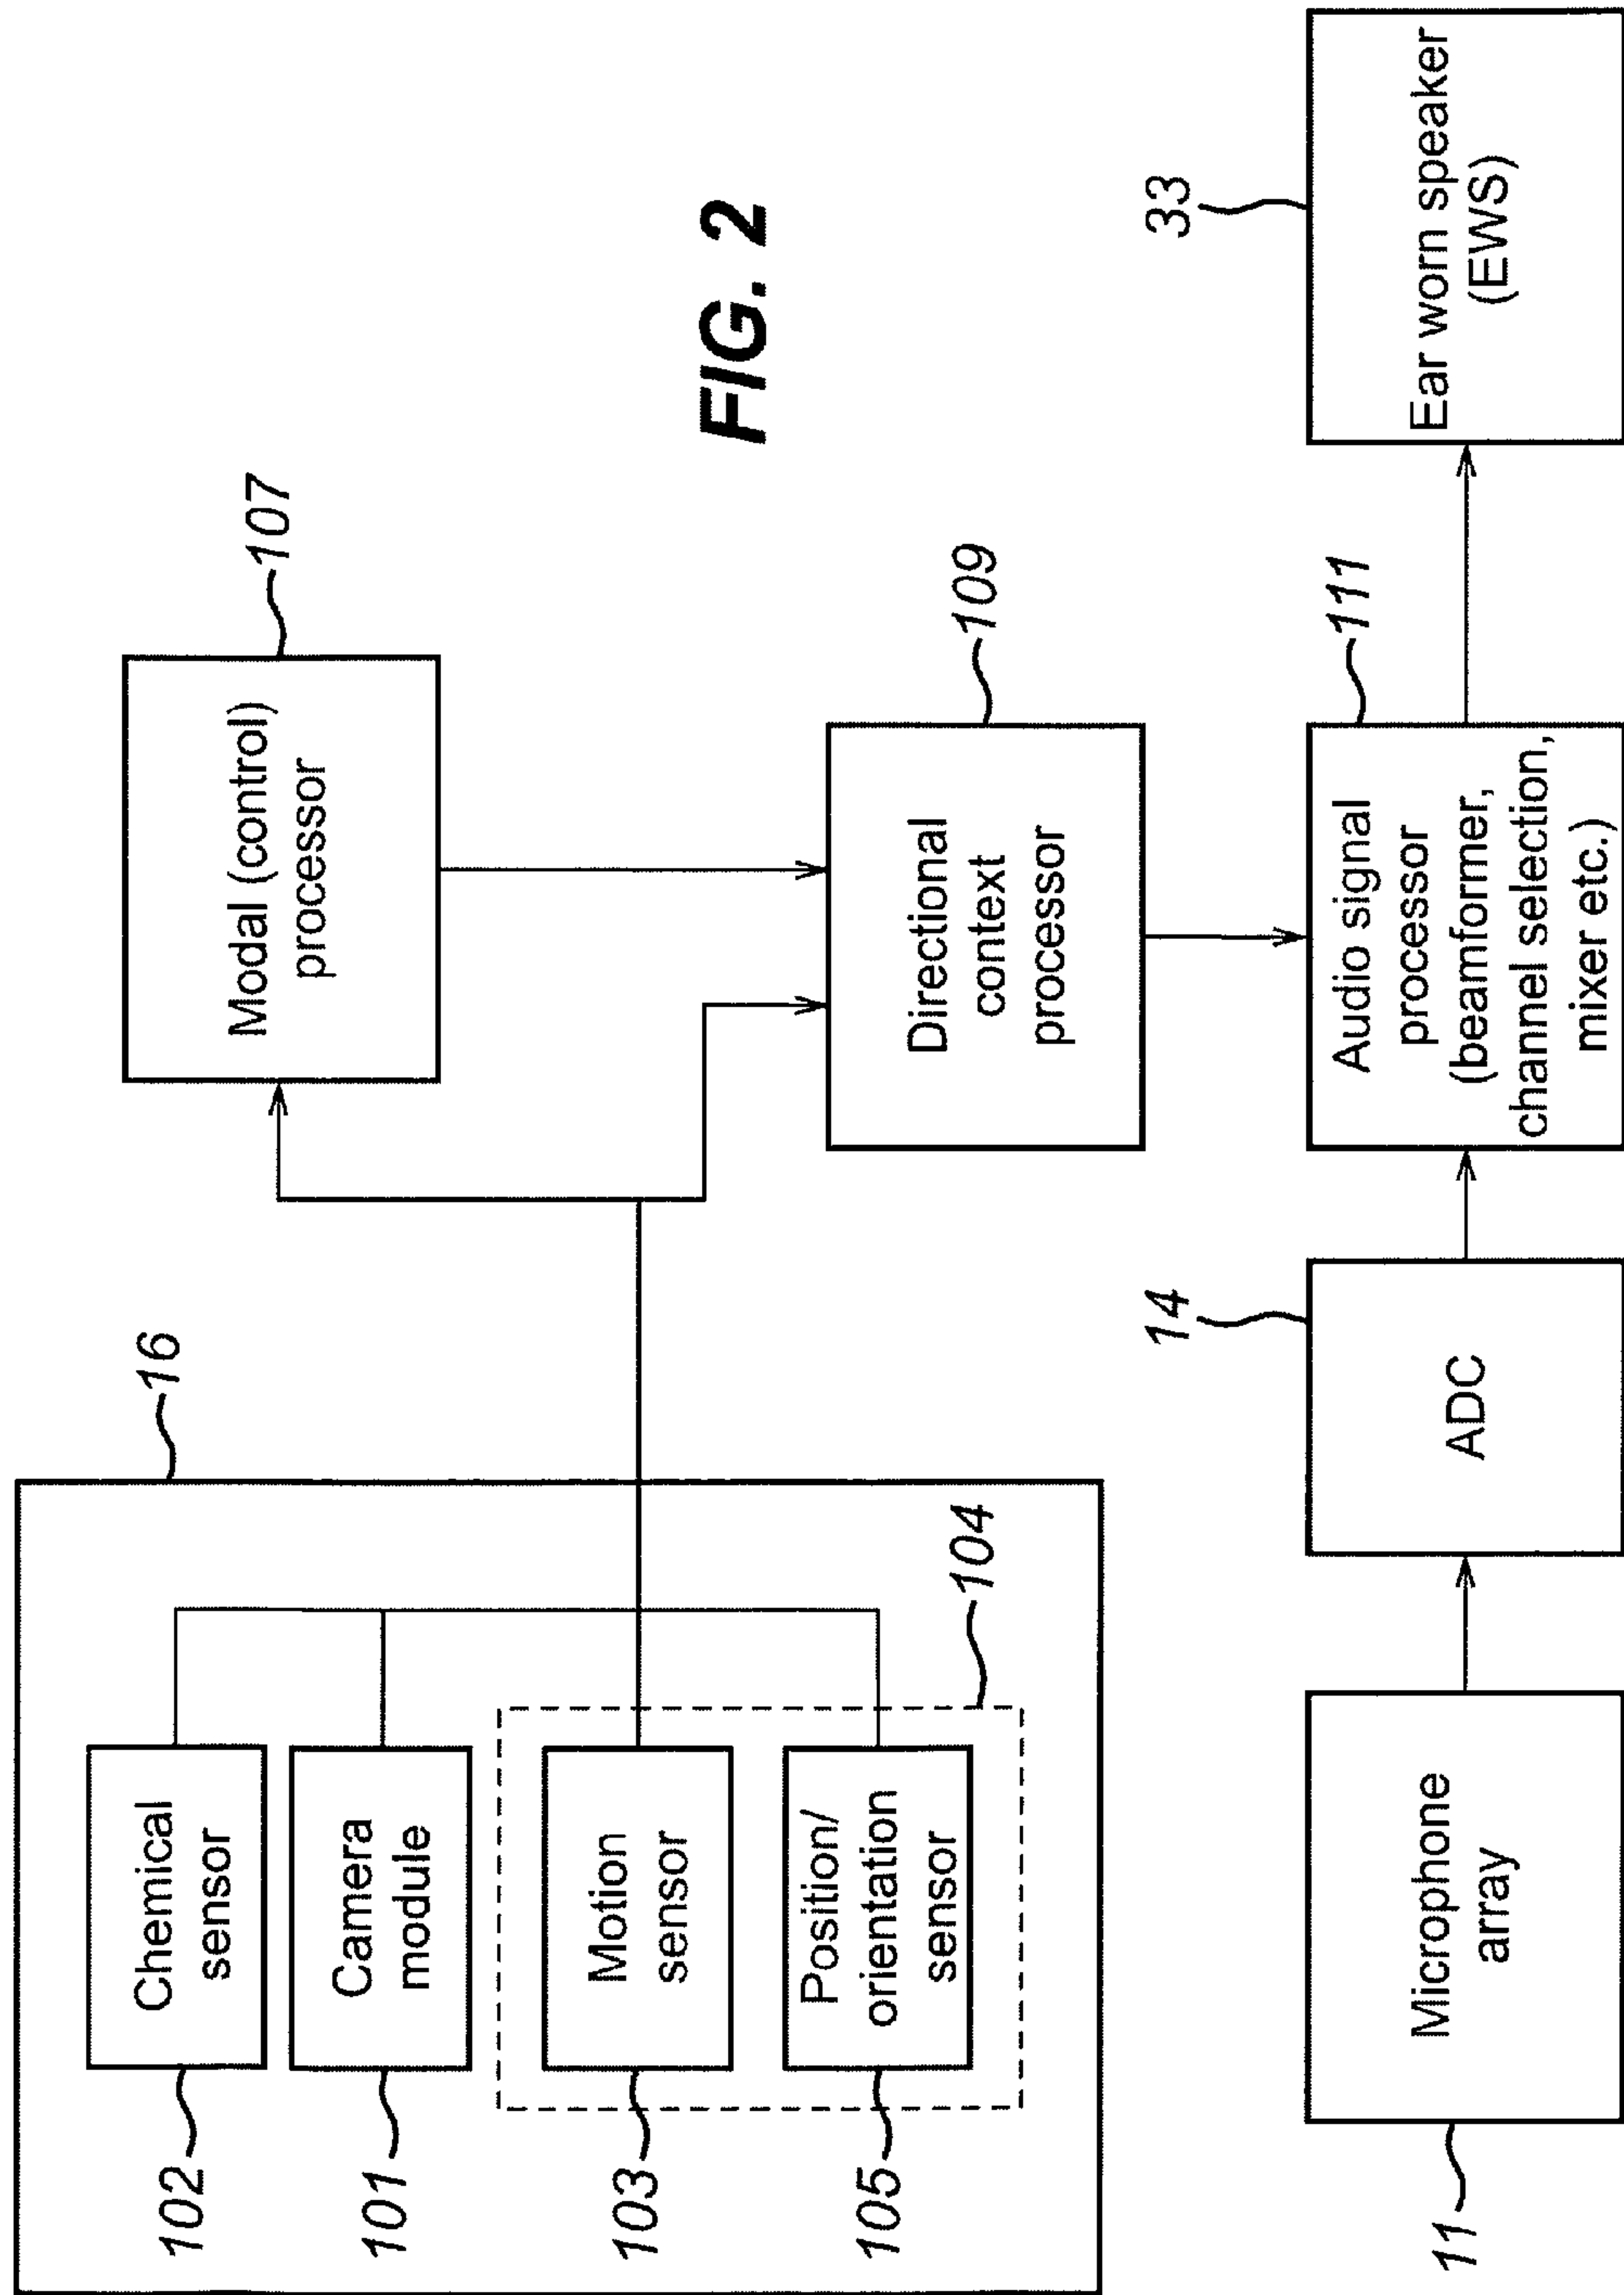 16
102
Chemical
sensor
101
Camera
module
103
Motion
sensor
104
105
Position/
orientation
sensor
107
Modal (control)
processor
FIG. 2
109
Directional
context
processor
11
Microphone
array
14
ADC
111
Audio signal
processor
(beamformer,
channel selection,
mixer etc.)
33
Ear worn speaker
(EWS)